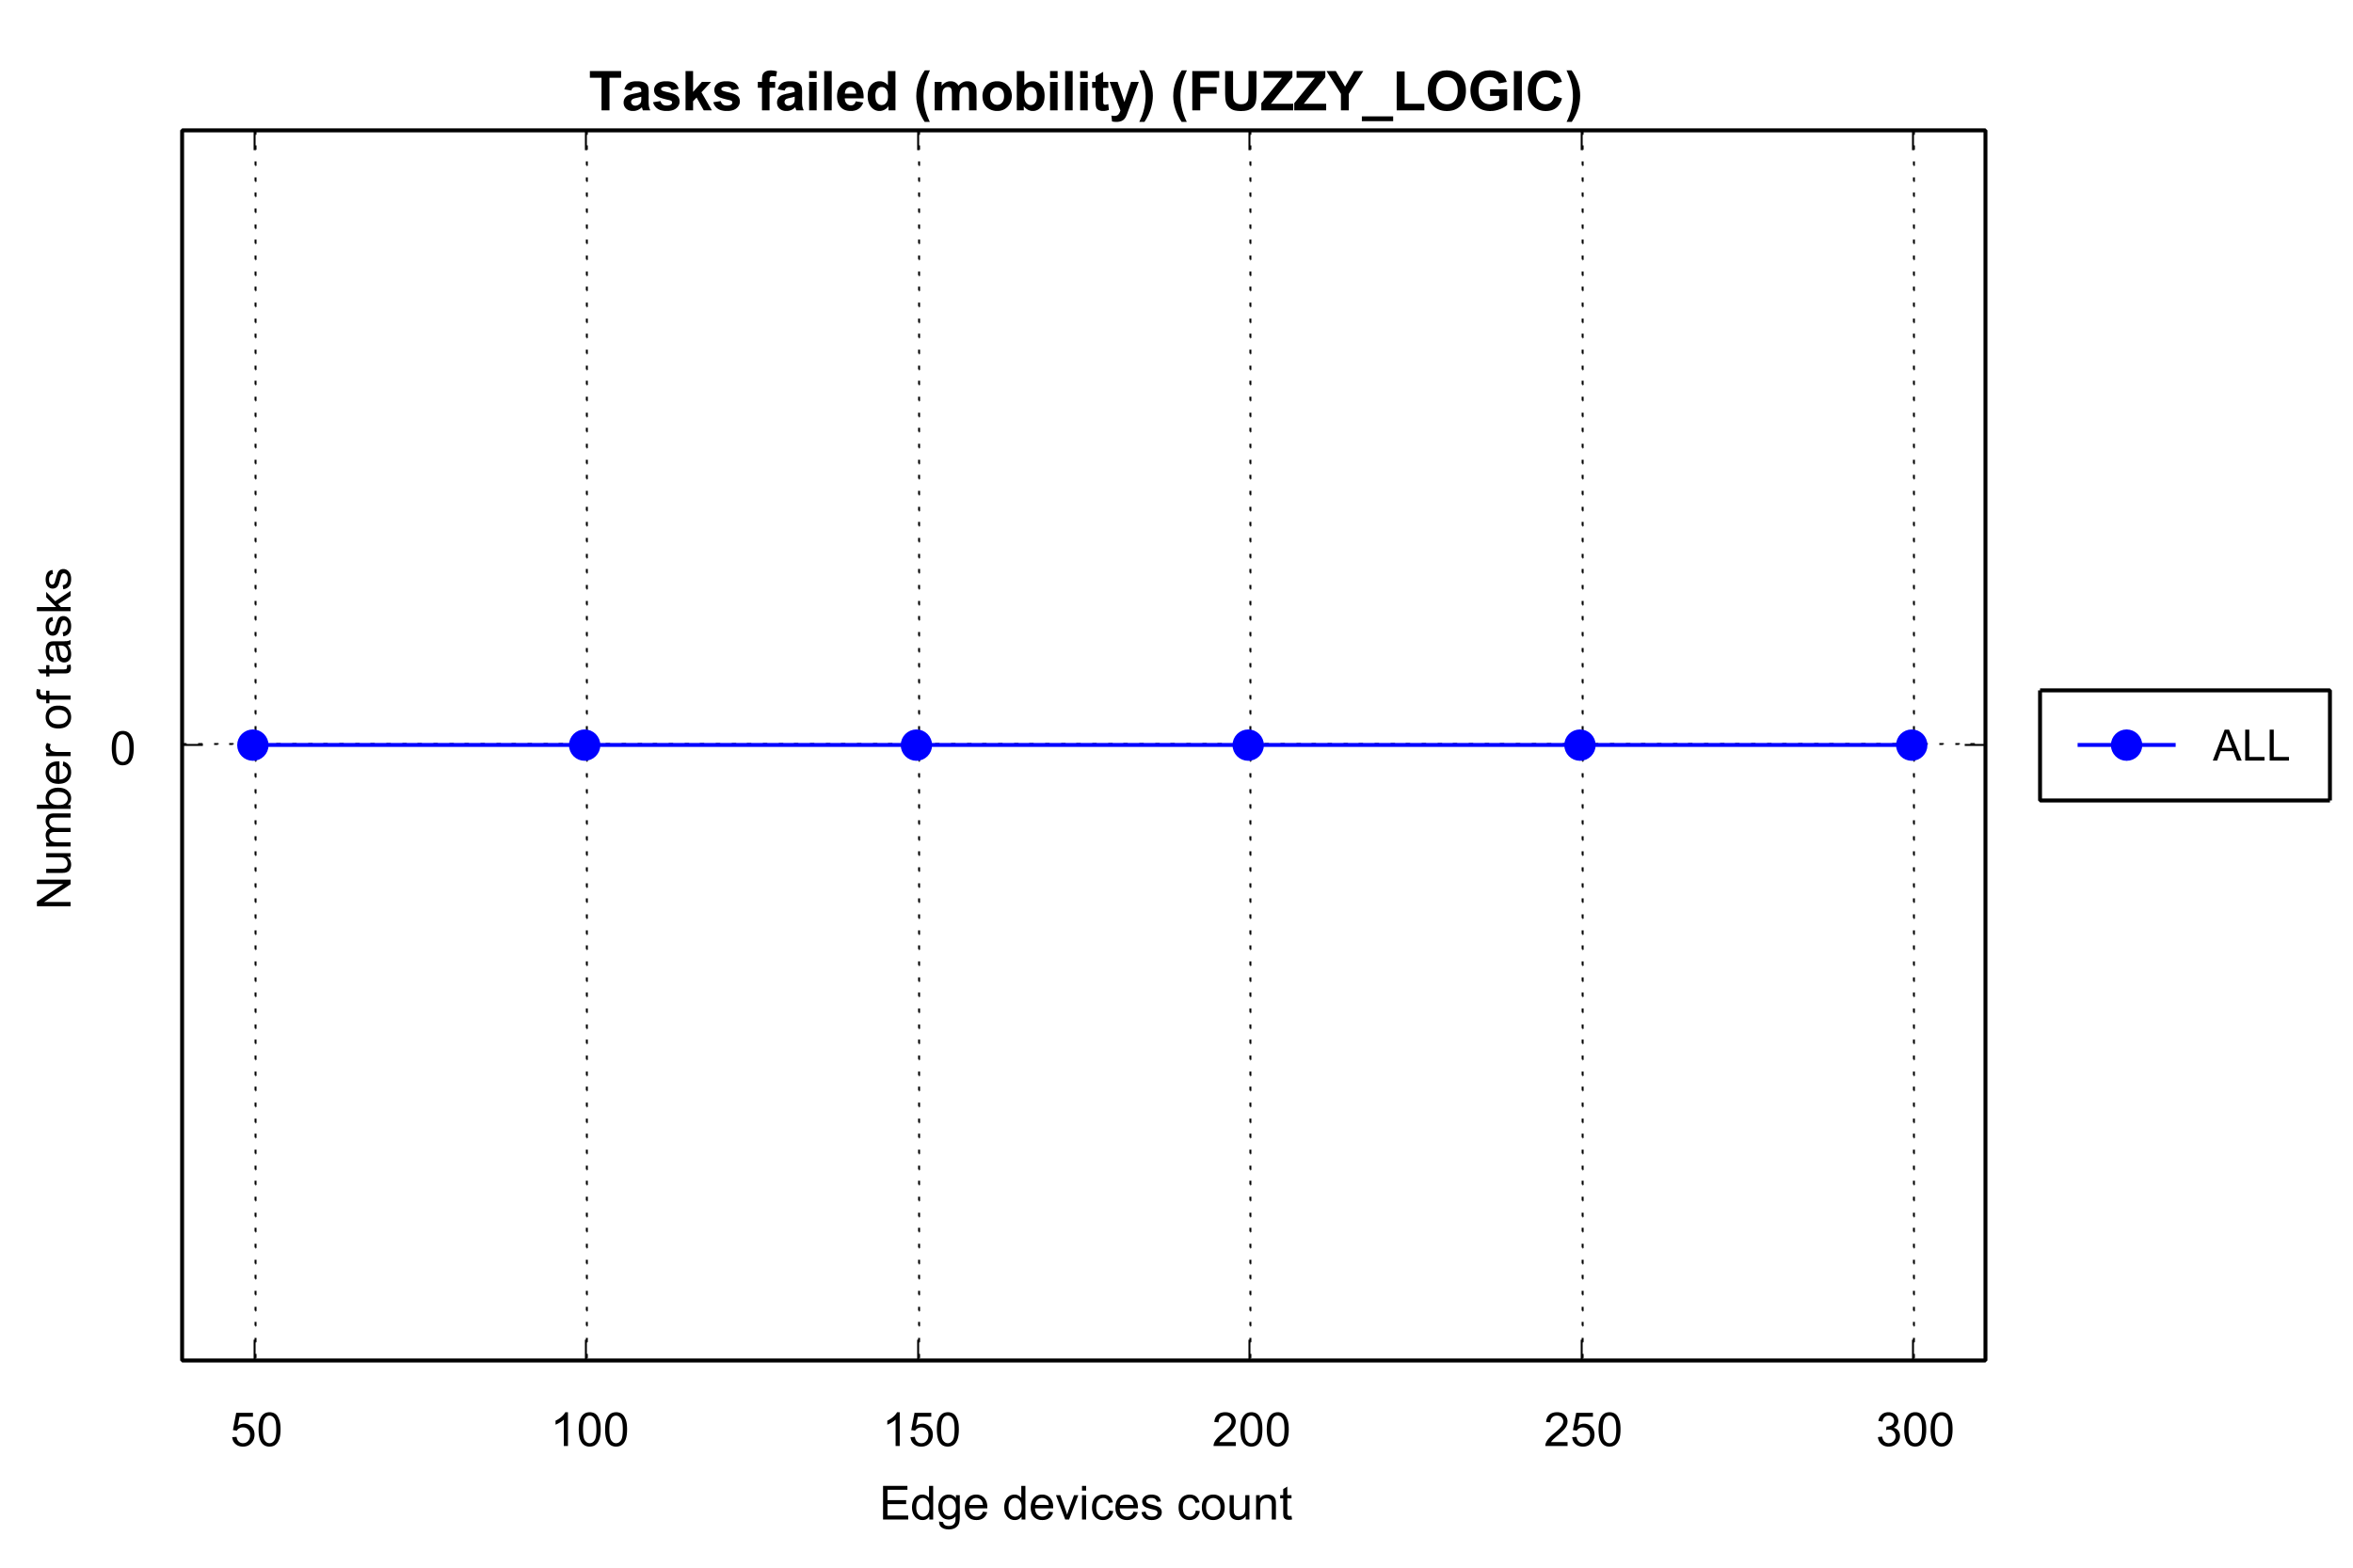 Tasks failed (mobility) (FUZZY_LOGIC)
Number of tasks
0
ALL
50 100 150 200 250 300
Edge devices count